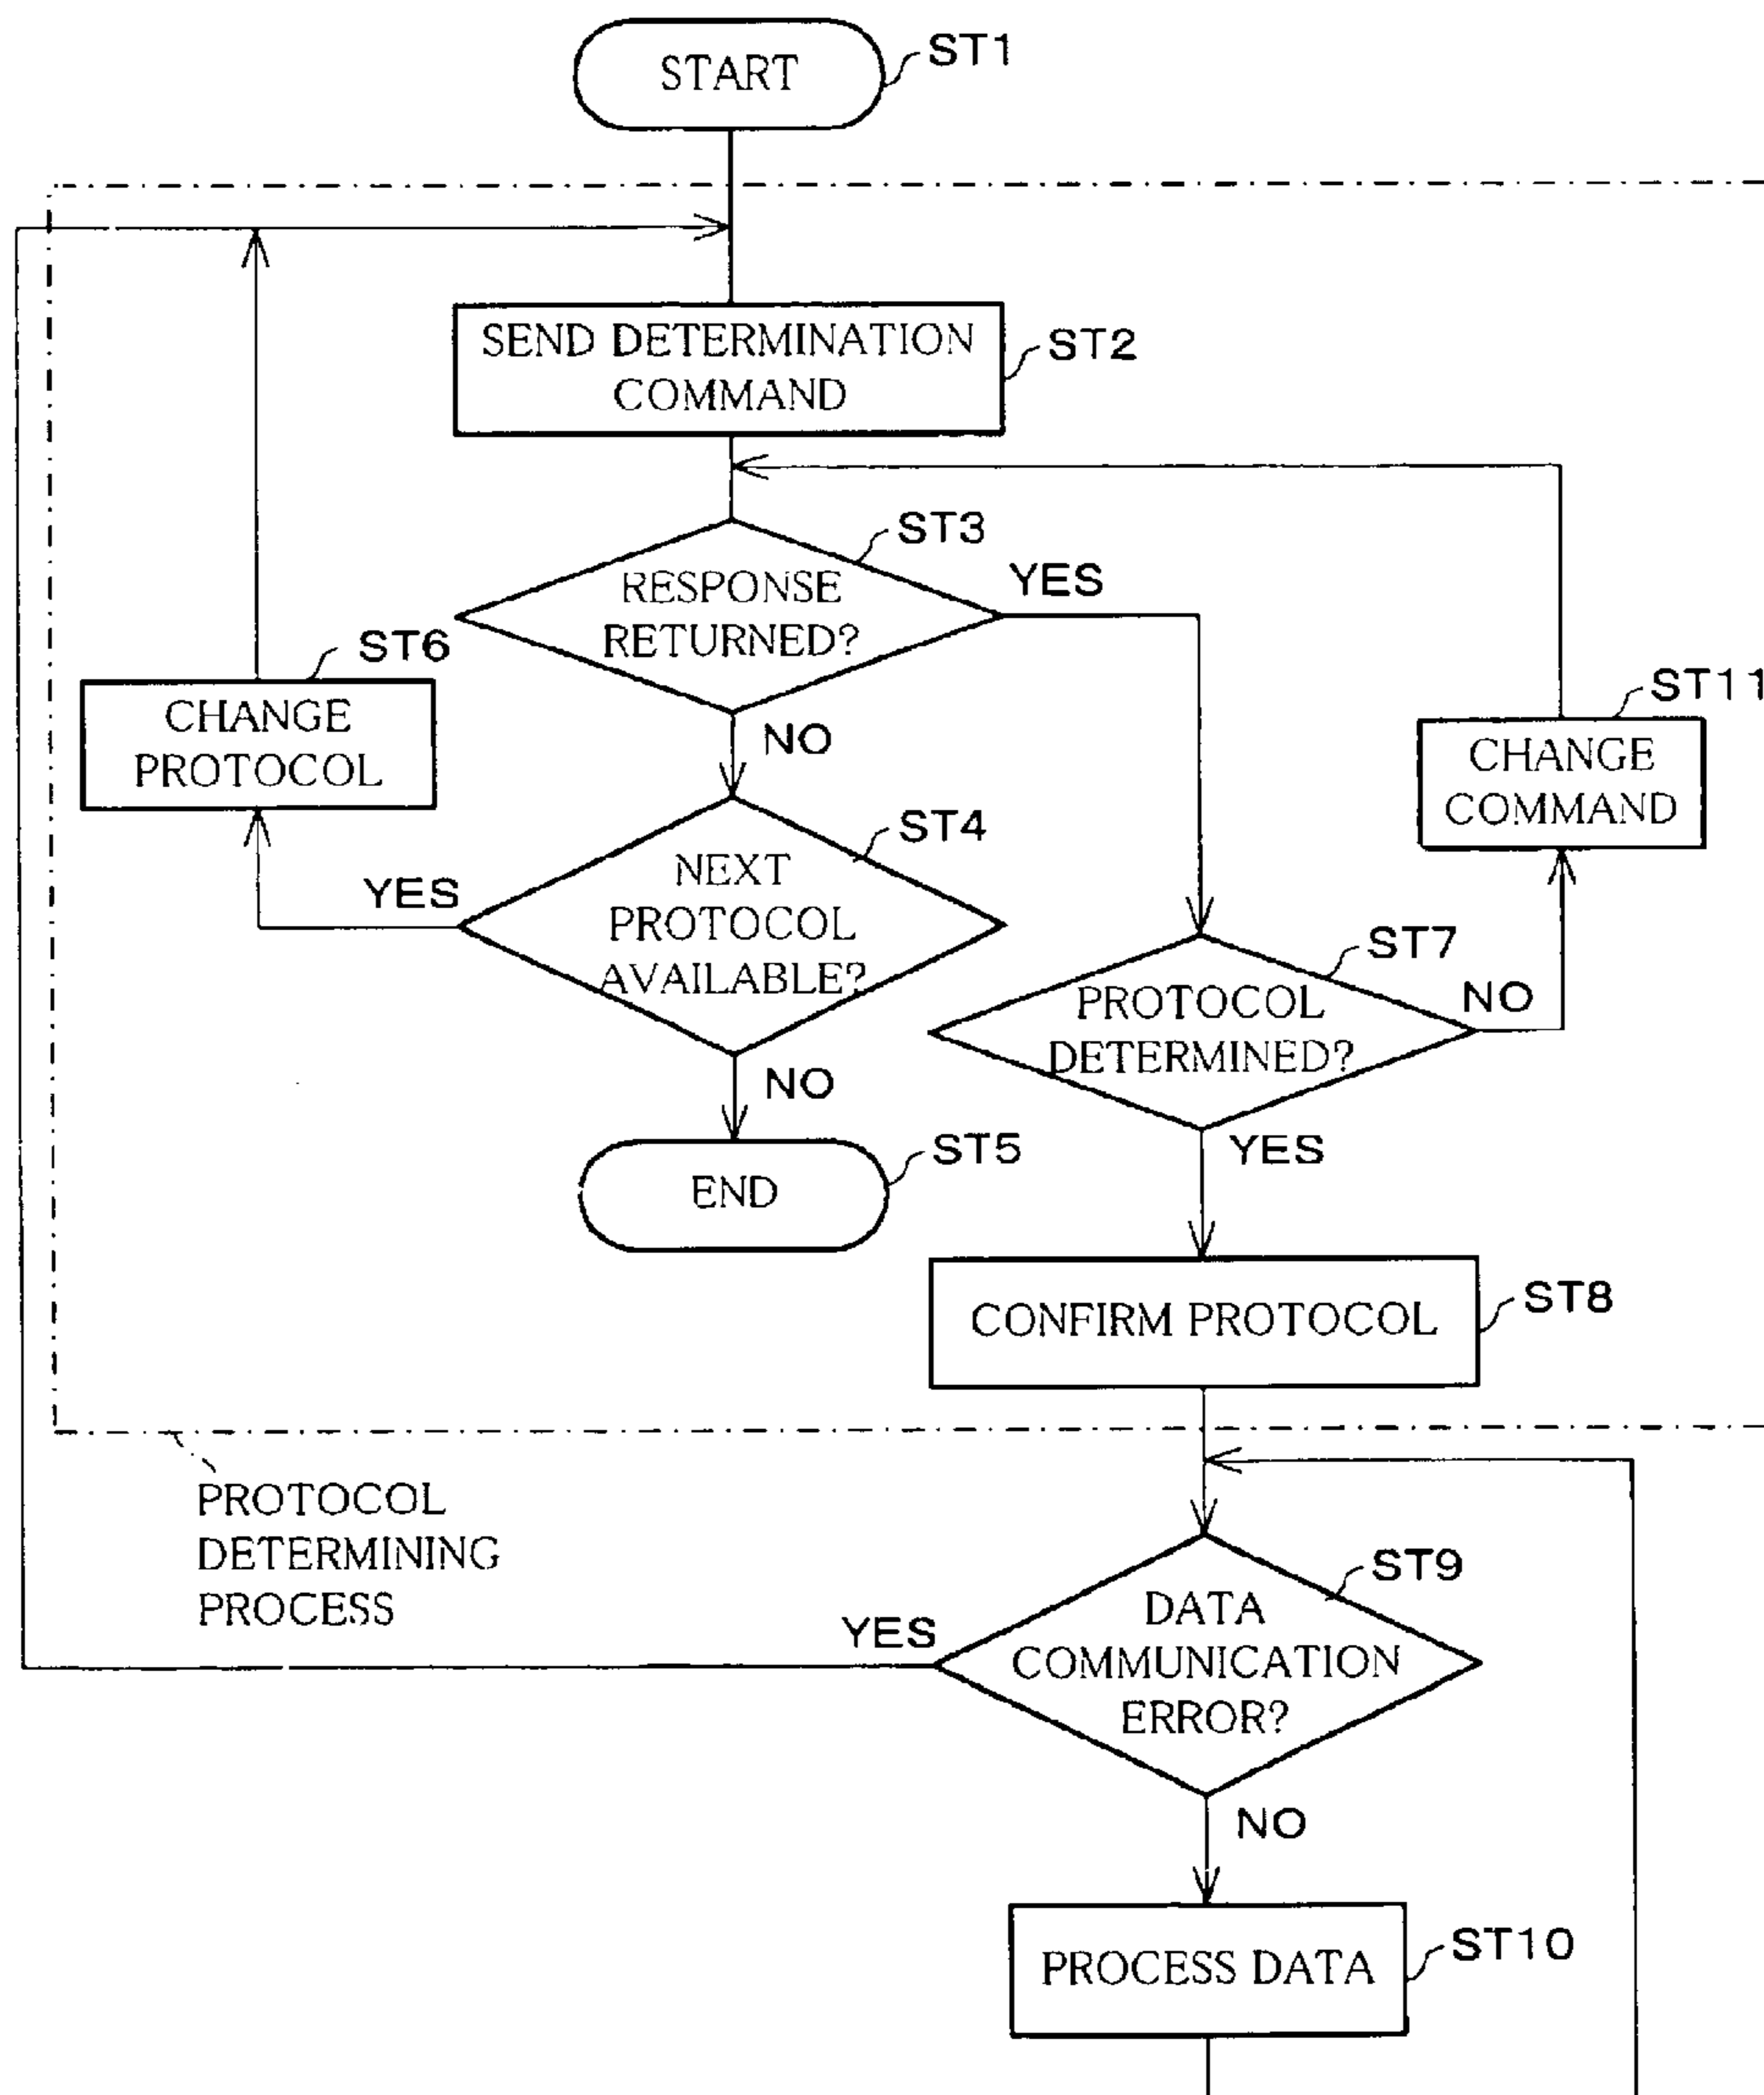 START
ST1
SEND DETERMINATION
COMMAND
ST2
ST3
RESPONSE
RETURNED?
YES
NO
ST6
CHANGE
PROTOCOL
ST11
CHANGE
COMMAND
ST4
NEXT
PROTOCOL
AVAILABLE?
YES
NO
ST7
PROTOCOL
DETERMINED?
NO
YES
END
ST5
CONFIRM PROTOCOL
ST8
PROTOCOL
DETERMINING
PROCESS
ST9
DATA
COMMUNICATION
ERROR?
YES
NO
PROCESS DATA
ST10